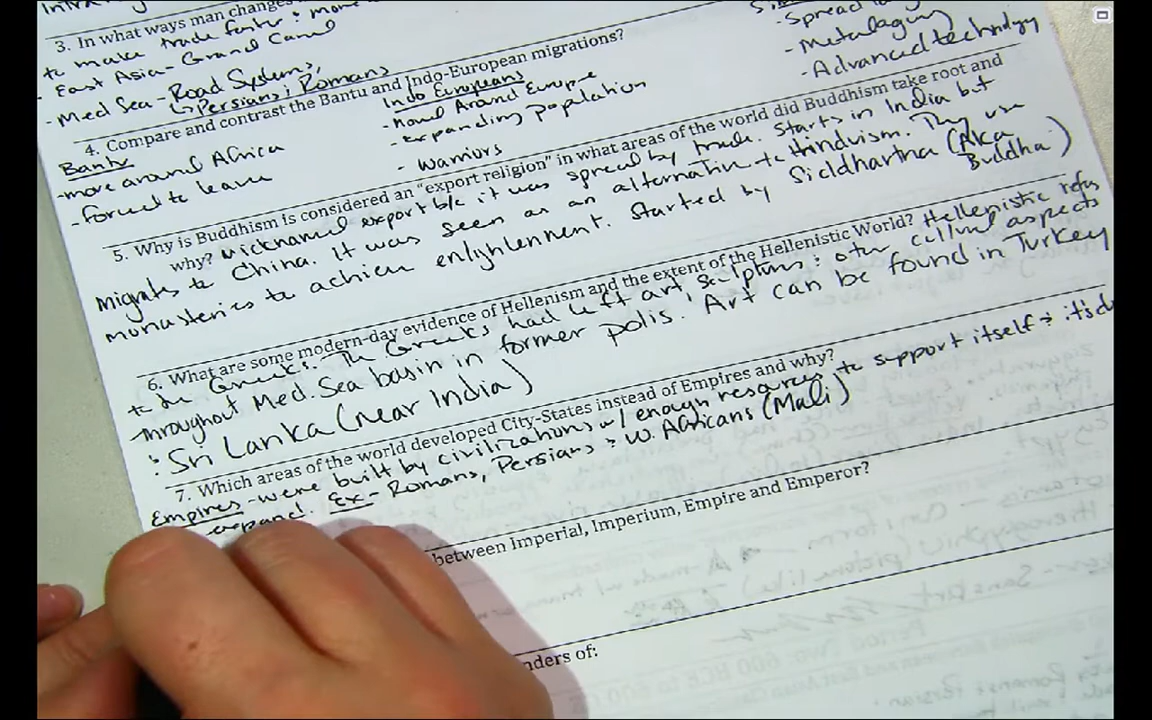 3. In what ways man change
to make trade faster : more
- East Asia - Grand Canal
- Med Sea - Road Systems,
↳ Persians ; Romans
- Spread
- Metallurgy
- Advanced technology
4. Compare and contrast the Bantu and Indo-European migrations?
Bantu
- move around Africa
- forced to leave
Indo Europeans
- Around Europe
- expanding population
- warriors
5. Why is Buddhism is considered an "export religion" in what areas of the world did Buddhism take root and
why? nicknamed export b/c it was spread by trade. Starts in India but
migrates to China. It was seen as an alternative to Hinduism. They use
monasteries to achieve enlightenment. Started by Siddhartha (Aka Buddha)
6. What are some modern-day evidence of Hellenism and the extent of the Hellenistic World? Hellenistic refers
to the Greeks. The Greeks had left art, : other cultural aspects
throughout Med. Sea basin in former polis. Art can be found in Turkey
: Sri Lanka (near India)
7. Which areas of the world developed City-States instead of Empires and why?
Empires - were built by civilizations w/ enough resources to support itself :
expand. Ex - Romans, Persians : W. Africans (Mali)
between Imperial, Imperium, Empire and Emperor?
nders of: